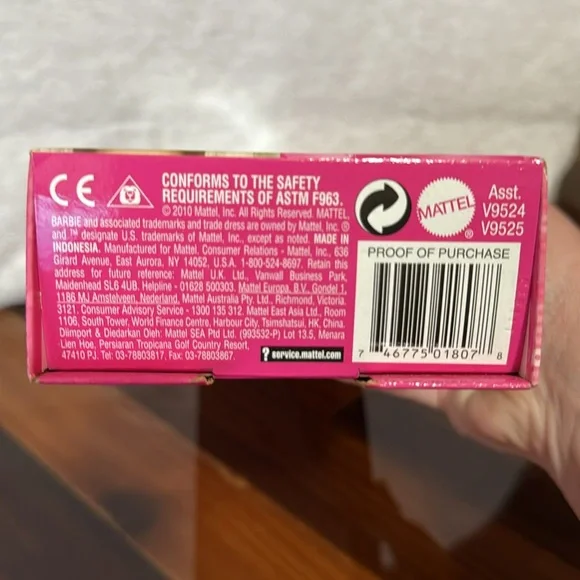 CE
CONFORMS TO THE SAFETY
REQUIREMENTS OF ASTM F963.
© 2010 Mattel, Inc. All Rights Reserved. MATTEL,
BARBIE and associated trademarks and trade dress are owned by Mattel, Inc. ®
and ™ designate U.S. trademarks of Mattel, Inc., except as noted. MADE IN
INDONESIA. Manufactured for Mattel. Consumer Relations - Mattel, Inc., 636
Girard Avenue, East Aurora, NY 14052, U.S.A. 1-800-524-8697. Retain this
address for future reference: Mattel U.K. Ltd., Vanwall Business Park,
Maidenhead SL6 4UB. Helpline - 01628 500303. Mattel Europa, B.V., Gondel 1,
1186 MJ Amstelveen, Nederland. Mattel Australia Pty. Ltd., Richmond, Victoria.
3121. Consumer Advisory Service - 1300 135 312. Mattel East Asia Ltd., Room
1106, South Tower, World Finance Centre, Harbour City, Tsimshatsui, HK, China.
Diimport & Diedarkan Oleh: Mattel SEA Ptd Ltd. (993532-P) Lot 13.5, Menara
Lien Hoe, Persiaran Tropicana Golf Country Resort,
47410 PJ. Tel: 03-78803817, Fax: 03-78803867.
? service.mattel.com
MATTEL ®
Asst.
V9524
V9525
PROOF OF PURCHASE
7 46775 01807 8